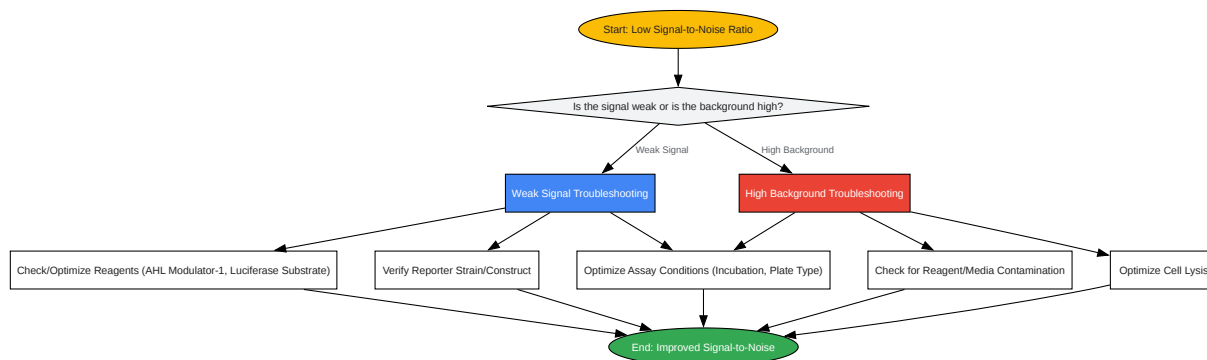 Start: Low Signal-to-Noise Ratio
Is the signal weak or is the background high?
Weak Signal
High Background
Weak Signal Troubleshooting
High Background Troubleshooting
Check/Optimize Reagents (AHL Modulator-1, Luciferase Substrate)
Verify Reporter Strain/Construct
Optimize Assay Conditions (Incubation, Plate Type)
Check for Reagent/Media Contamination
Optimize Cell Lysis
End: Improved Signal-to-Noise